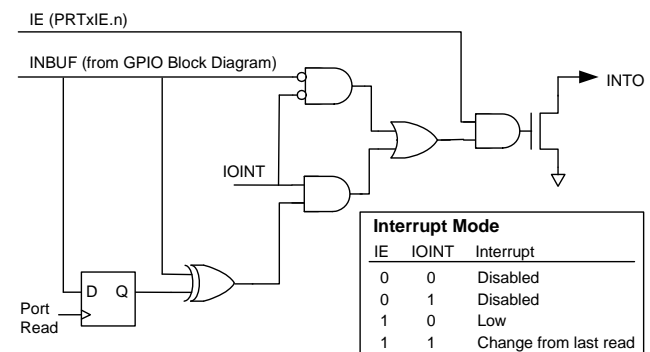 IE (PRTxIE.n)
INBUF (from GPIO Block Diagram)
INTO
IOINT
D Q
Port
Read
Interrupt Mode
IE IOINT Interrupt
0 0 Disabled
0 1 Disabled
1 0 Low
1 1 Change from last read